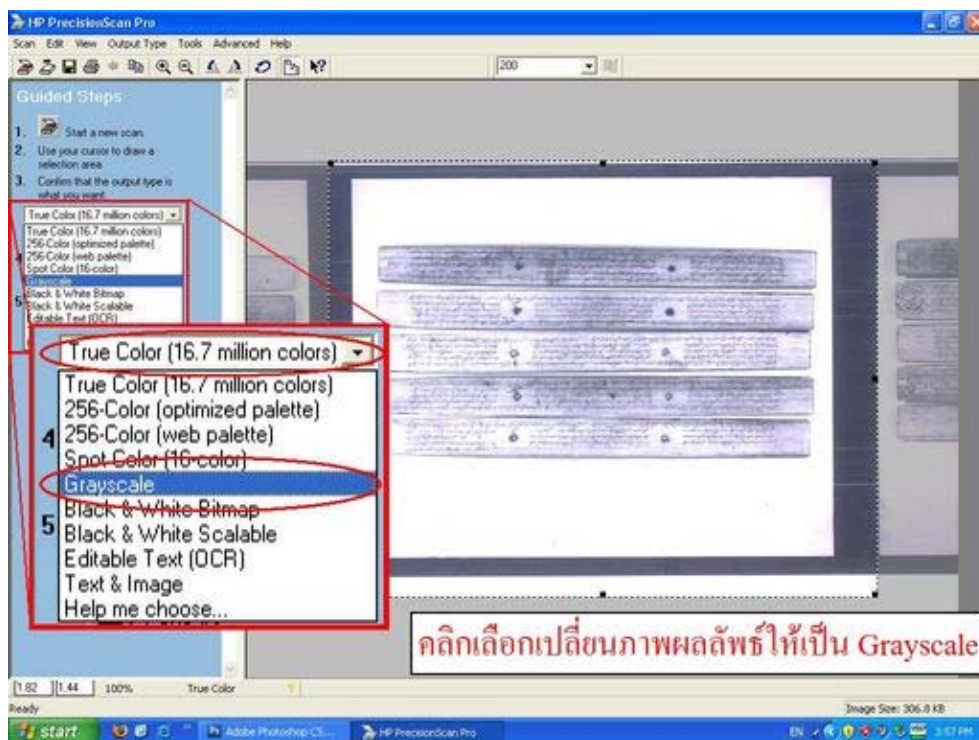 HP PrecisionScan Pro
Scan Edit View Output Type Tools Advanced Help
200
Guided Steps
1. Start a new scan.
2. Use your cursor to draw a
selection area.
3. Confirm that the output type is
what you want.
True Color (16.7 million colors)
True Color (16.7 million colors)
256-Color (optimized palette)
256-Color (web palette)
Spot Color (16-color)
Grayscale
Black & White Bitmap
Black & White Scalable
Editable Text (OCR)
True Color (16.7 million colors)
True Color (16.7 million colors)
256-Color (optimized palette)
4 256-Color (web palette)
Spot Color (16-color)
Grayscale
Black & White Bitmap
5 Black & White Scalable
Editable Text (OCR)
Text & Image
Help me choose...
คลิกเลือกเปลี่ยนภาพผลลัพธ์ให้เป็น Grayscale
1.82 1.44 100% True Color
Ready Image Size: 306.8 KB
start Adobe Photoshop CS... HP PrecisionScan Pro EN 3:57 PM